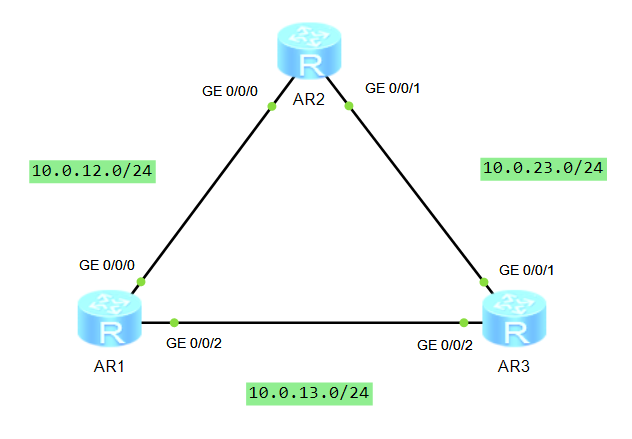 R
GE 0/0/0
GE 0/0/1
AR2
10.0.12.0/24
10.0.23.0/24
GE 0/0/0
GE 0/0/1
R
R
GE 0/0/2
GE 0/0/2
AR1
AR3
10.0.13.0/24